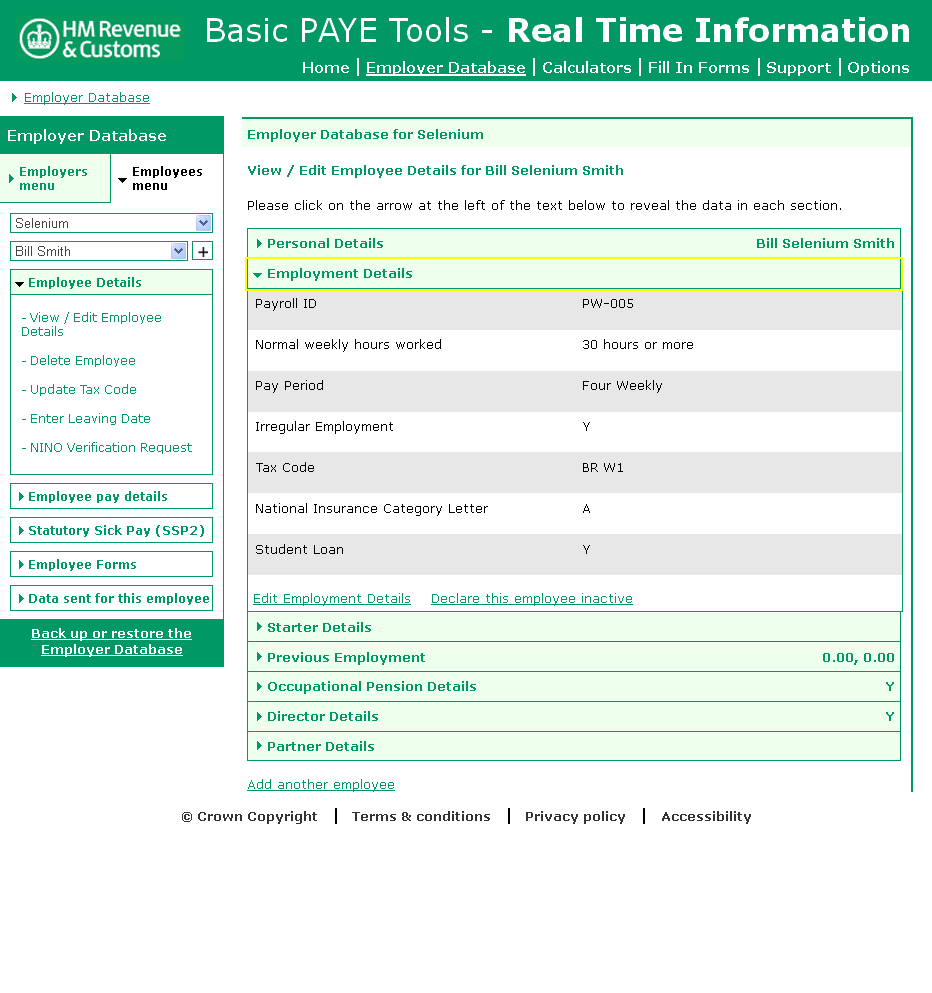 HM Revenue
& Customs
Basic PAYE Tools - Real Time Information
Home | Employer Database | Calculators | Fill In Forms | Support | Options
Employer Database
Employer Database
Employers menu
Employees menu
Selenium
Bill Smith
+
Employee Details
- View / Edit Employee
Details
- Delete Employee
- Update Tax Code
- Enter Leaving Date
- NINO Verification Request
Employee pay details
Statutory Sick Pay (SSP2)
Employee Forms
Data sent for this employee
Back up or restore the
Employer Database
Employer Database for Selenium
View / Edit Employee Details for Bill Selenium Smith
Please click on the arrow at the left of the text below to reveal the data in each section.
Personal Details Bill Selenium Smith
Employment Details
Payroll ID PW-005
Normal weekly hours worked 30 hours or more
Pay Period Four Weekly
Irregular Employment Y
Tax Code BR W1
National Insurance Category Letter A
Student Loan Y
Edit Employment Details Declare this employee inactive
Starter Details
Previous Employment 0.00, 0.00
Occupational Pension Details Y
Director Details Y
Partner Details
Add another employee
© Crown Copyright | Terms & conditions | Privacy policy | Accessibility